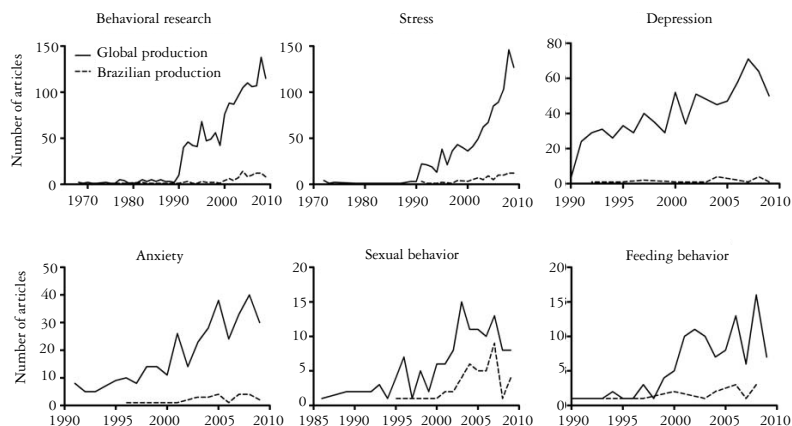 Behavioral research
Stress
Depression
Number of articles
150
100
50
0
Global production
Brazilian production
1970 1980 1990 2000 2010
150
100
50
0
1970 1980 1990 2000 2010
80
60
40
20
0
1990 1995 2000 2005 2010
Anxiety
Sexual behavior
Feeding behavior
Number of articles
50
40
30
20
10
0
1990 1995 2000 2005 2010
20
15
10
5
0
1985 1990 1995 2000 2005 2010
20
15
10
5
0
1990 1995 2000 2005 2010